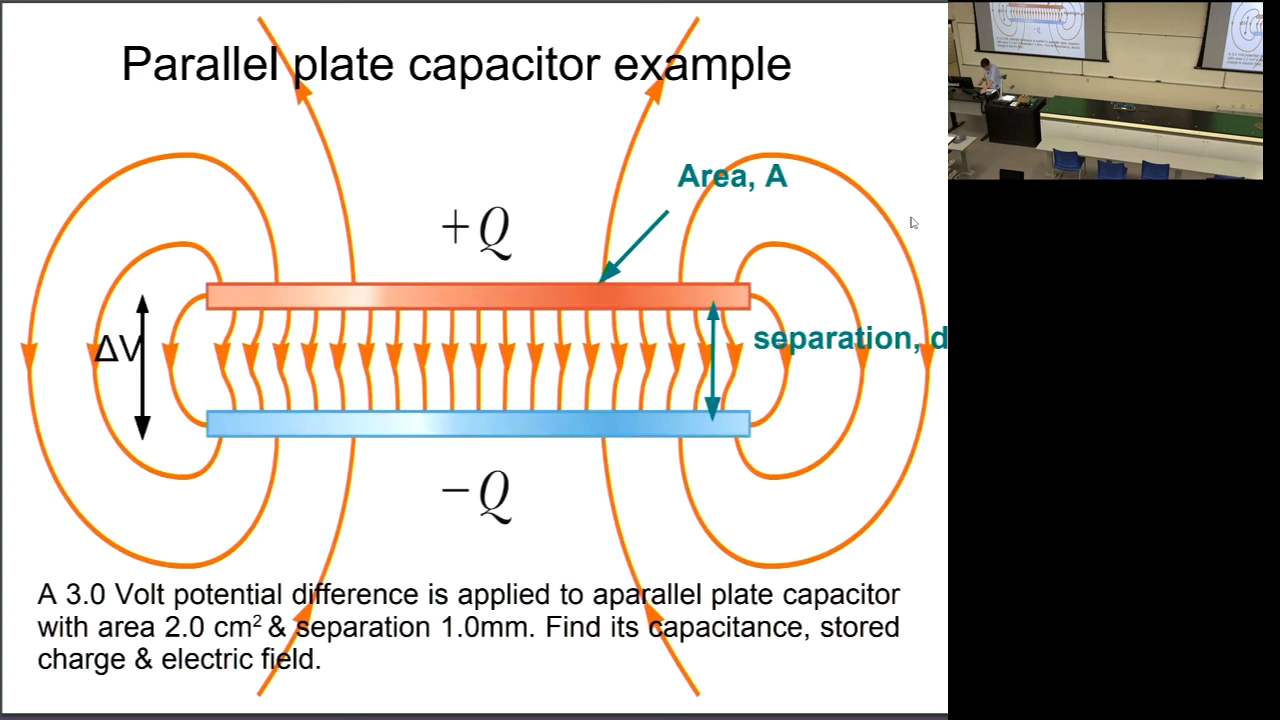 Parallel plate capacitor example
Area, A
+Q
ΔV
separation, d
−Q
A 3.0 Volt potential difference is applied to aparallel plate capacitor
with area 2.0 cm² & separation 1.0mm. Find its capacitance, stored
charge & electric field.